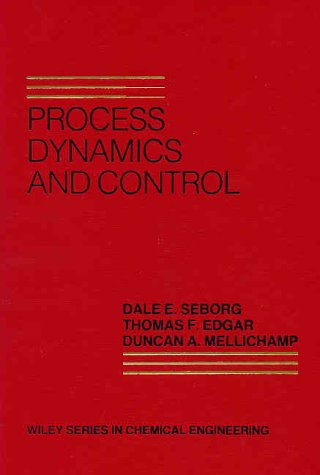 PROCESS
DYNAMICS
AND CONTROL
DALE E. SEBORG
THOMAS F. EDGAR
DUNCAN A. MELLICHAMP
WILEY SERIES IN CHEMICAL ENGINEERING